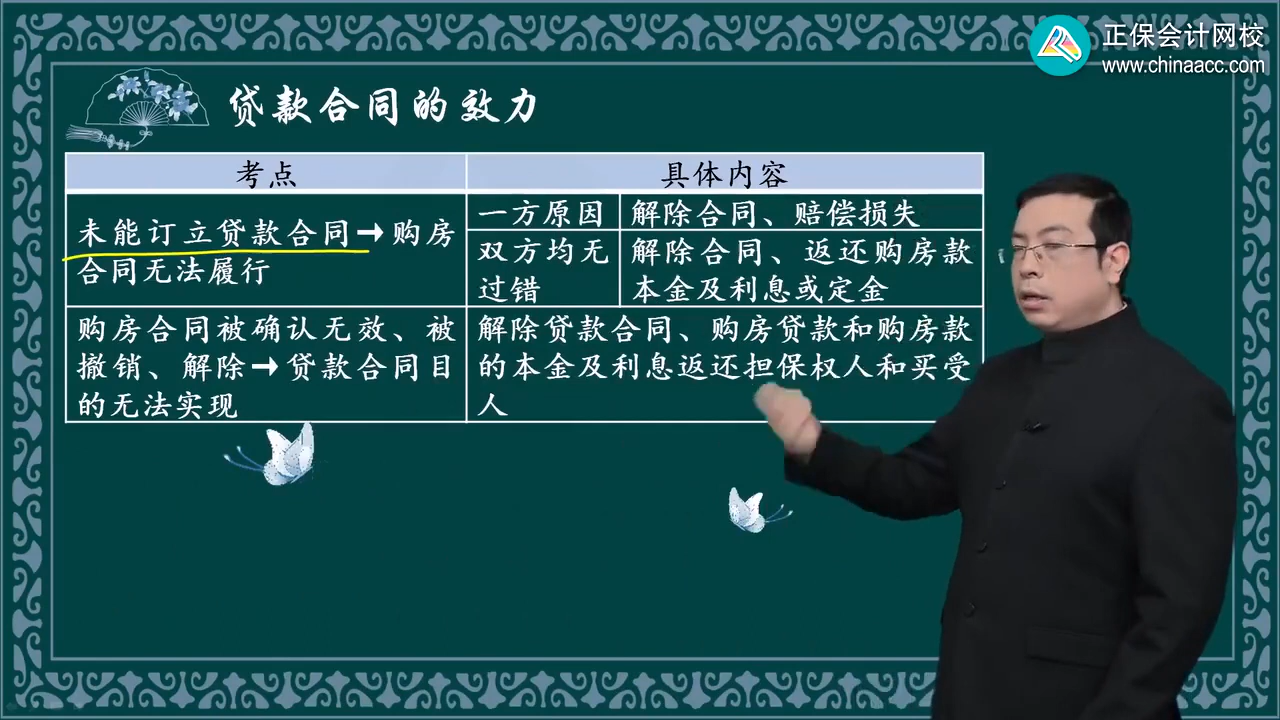 正保会计网校
www.chinaacc.com
贷款合同的效力
考点
具体内容
未能订立贷款合同→购房
合同无法履行
一方原因
解除合同、赔偿损失
双方均无
过错
解除合同、返还购房款
本金及利息或定金
购房合同被确认无效、被
撤销、解除→贷款合同目
的无法实现
解除贷款合同、购房贷款和购房款
的本金及利息返还担保权人和买受
人